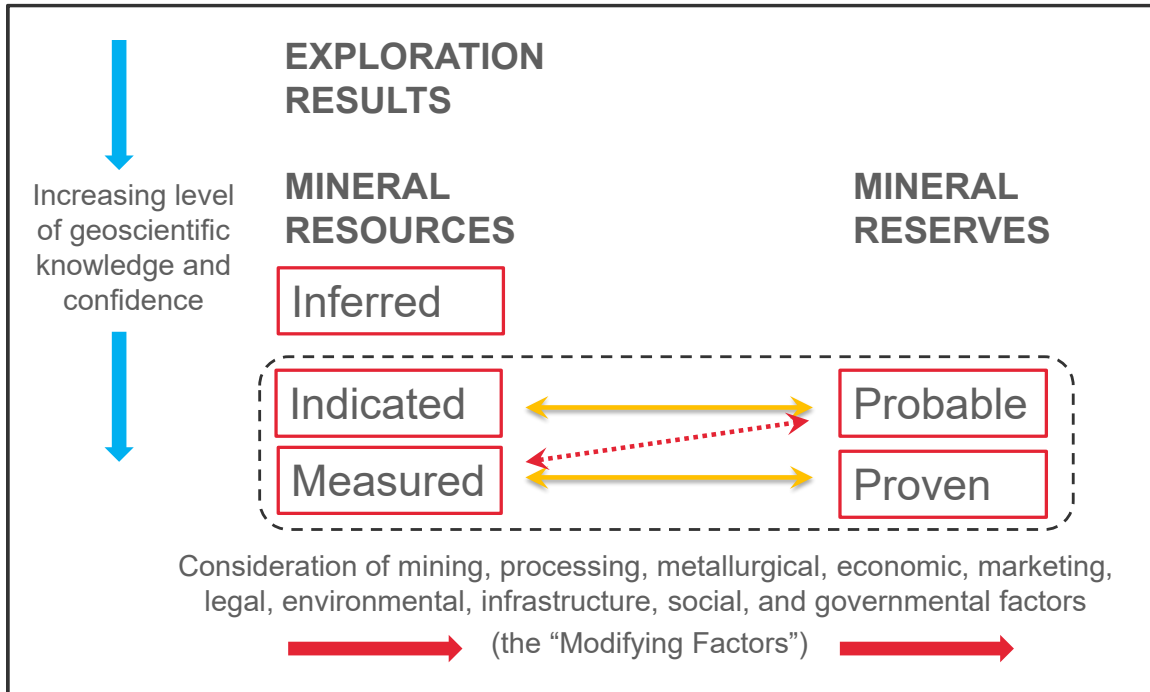 EXPLORATION
RESULTS
Increasing level
of geoscientific
knowledge and
confidence
MINERAL
RESOURCES
MINERAL
RESERVES
Inferred
Indicated
Probable
Measured
Proven
Consideration of mining, processing, metallurgical, economic, marketing,
legal, environmental, infrastructure, social, and governmental factors
(the “Modifying Factors”)